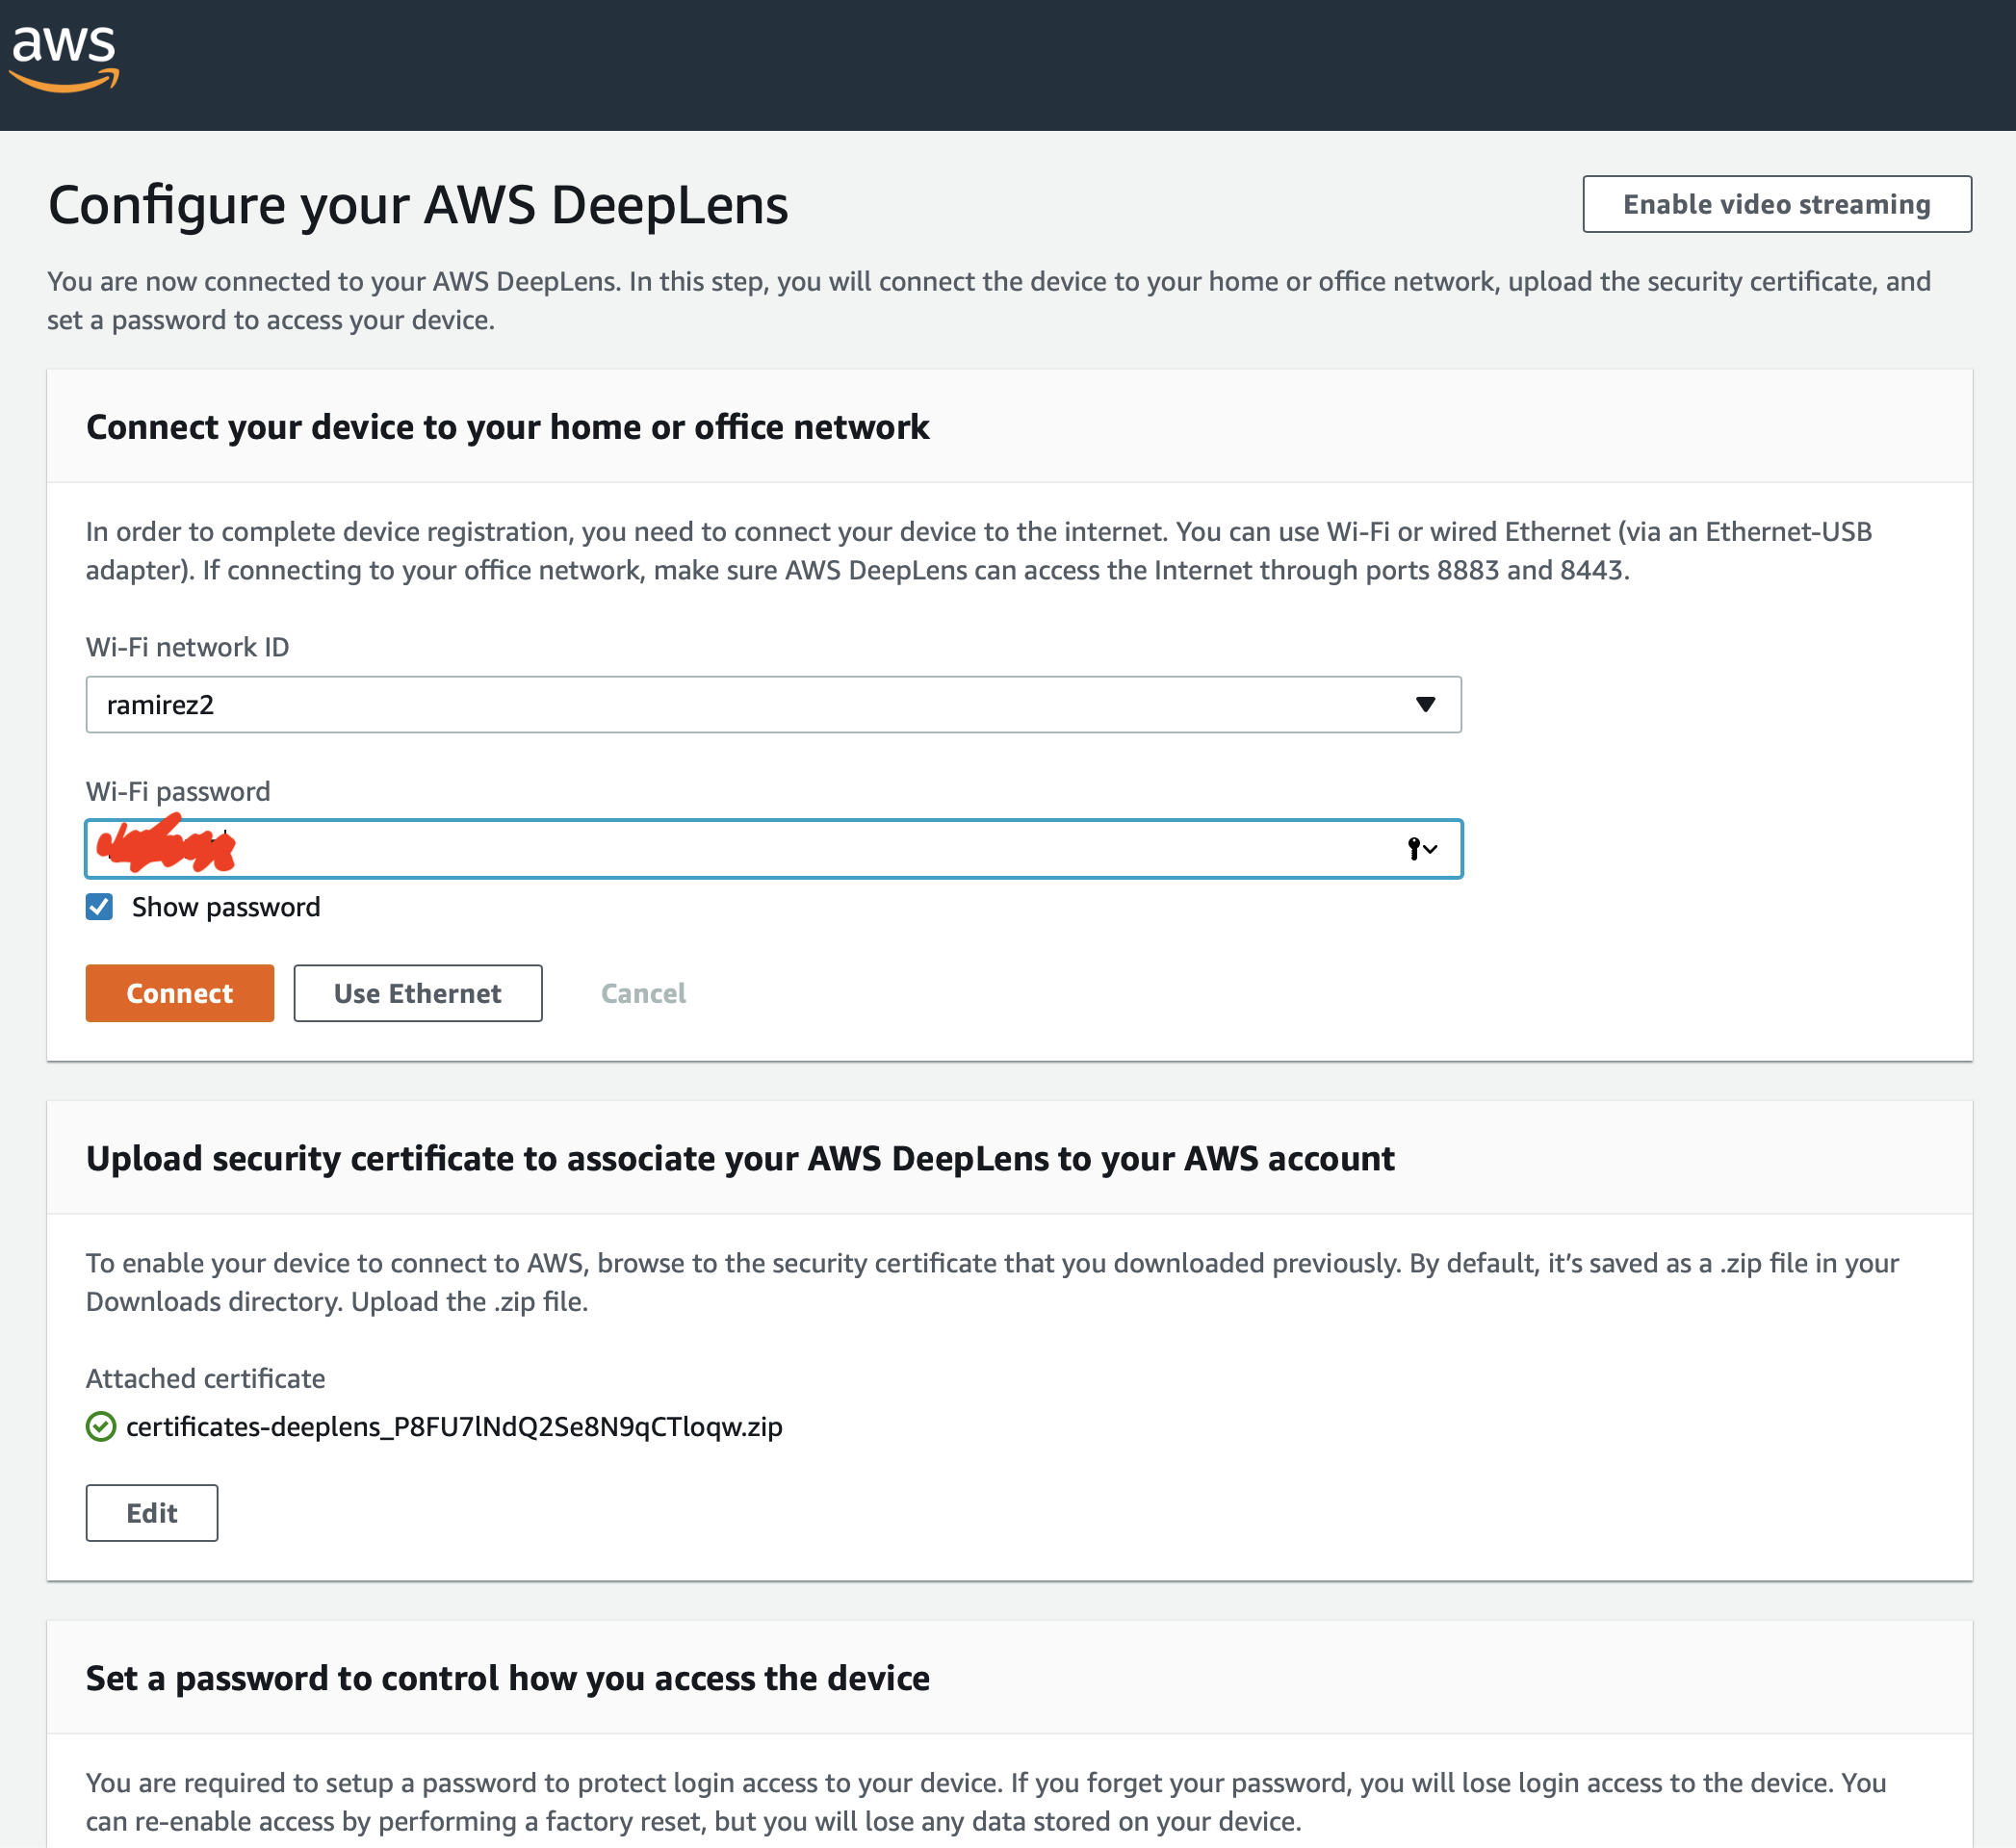 aws
Configure your AWS DeepLens
Enable video streaming
You are now connected to your AWS DeepLens. In this step, you will connect the device to your home or office network, upload the security certificate, and
set a password to access your device.
Connect your device to your home or office network
In order to complete device registration, you need to connect your device to the internet. You can use Wi-Fi or wired Ethernet (via an Ethernet-USB
adapter). If connecting to your office network, make sure AWS DeepLens can access the Internet through ports 8883 and 8443.
Wi-Fi network ID
ramirez2
Wi-Fi password
Show password
Connect
Use Ethernet
Cancel
Upload security certificate to associate your AWS DeepLens to your AWS account
To enable your device to connect to AWS, browse to the security certificate that you downloaded previously. By default, it’s saved as a .zip file in your
Downloads directory. Upload the .zip file.
Attached certificate
certificates-deeplens_P8FU7lNdQ2Se8N9qCTloqw.zip
Edit
Set a password to control how you access the device
You are required to setup a password to protect login access to your device. If you forget your password, you will lose login access to the device. You
can re-enable access by performing a factory reset, but you will lose any data stored on your device.